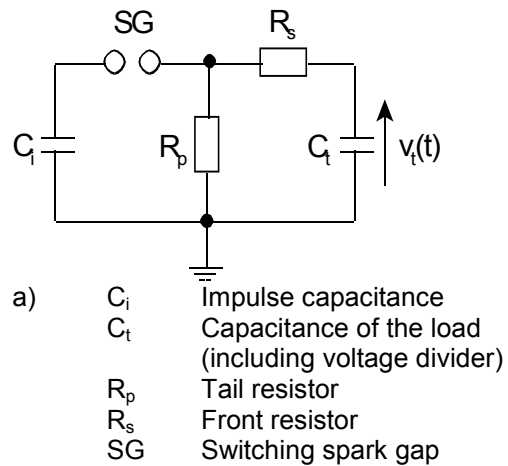 SG
Rₛ
Cᵢ
Rₚ
Cₜ
vₜ(t)
a) Cᵢ Impulse capacitance
Cₜ Capacitance of the load
(including voltage divider)
Rₚ Tail resistor
Rₛ Front resistor
SG Switching spark gap